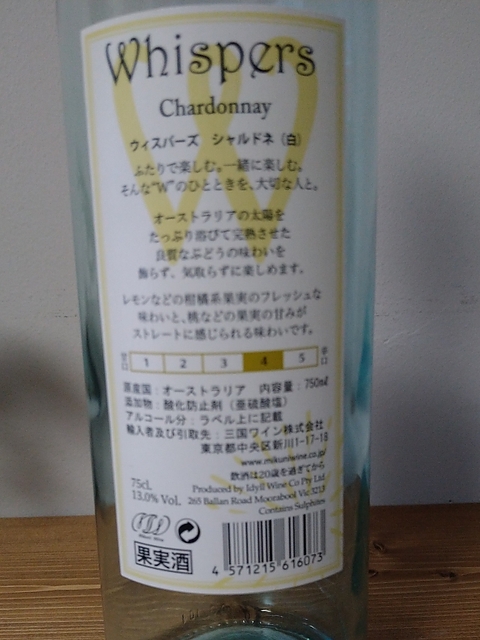 Whispers
Chardonnay
ウィスパーズ シャルドネ（白）
ふたりで楽しむ。一緒に楽しむ。
そんな“W”のひとときを、大切な人と。
オーストラリアの太陽を
たっぷり浴びて完熟させた
良質なぶどうの味わいを
飾らず、気取らずに楽しめます。
レモンなどの柑橘系果実のフレッシュな
味わいと、桃などの果実の甘みが
ストレートに感じられる味わいです。
甘口 1 2 3 4 5 辛口
原産国：オーストラリア 内容量：750㎖
添加物：酸化防止剤（亜硫酸塩）
アルコール分：ラベル上に記載
輸入者及び引取先：三国ワイン株式会社
東京都中央区新川1-17-18
www.mikuniwine.co.jp/
飲酒は20歳を過ぎてから
75cl. Produced by Idyll Wine Co Pty Ltd
13.0% Vol. 265 Ballan Road Moorabool Vic 3213
Contains Sulphites
果実酒
4 571215 616073